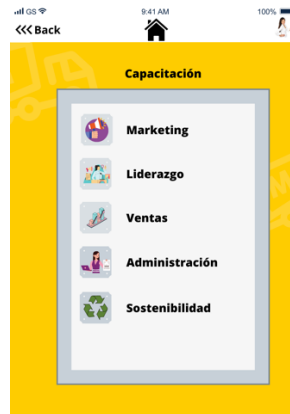 GS 9:41 AM 100%
<<< Back
Capacitación
Marketing
Liderazgo
Ventas
Administración
Sostenibilidad